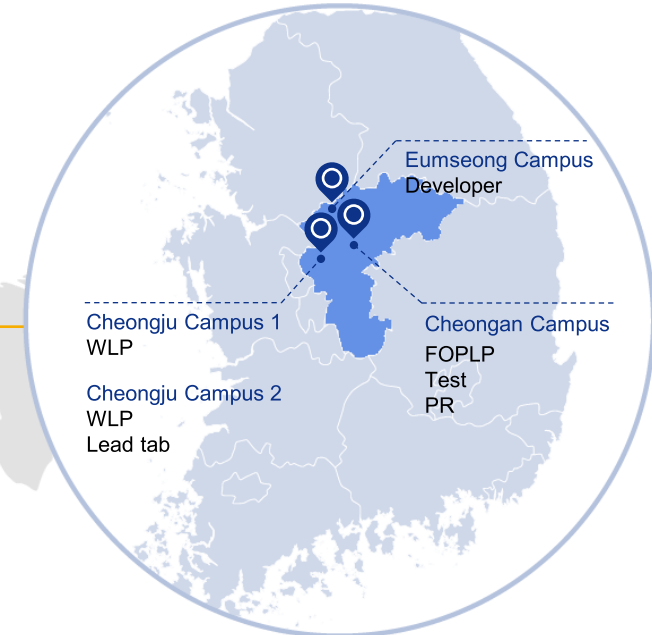 Eumseong Campus
Developer
Cheongju Campus 1
WLP
Cheongju Campus 2
WLP
Lead tab
Cheongan Campus
FOPLP
Test
PR